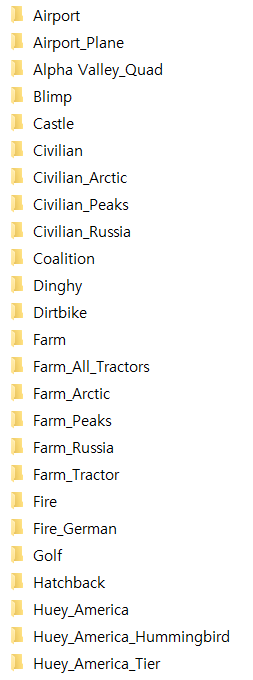 Airport
Airport_Plane
Alpha Valley_Quad
Blimp
Castle
Civilian
Civilian_Arctic
Civilian_Peaks
Civilian_Russia
Coalition
Dinghy
Dirtbike
Farm
Farm_All_Tractors
Farm_Arctic
Farm_Peaks
Farm_Russia
Farm_Tractor
Fire
Fire_German
Golf
Hatchback
Huey_America
Huey_America_Hummingbird
Huey_America_Tier